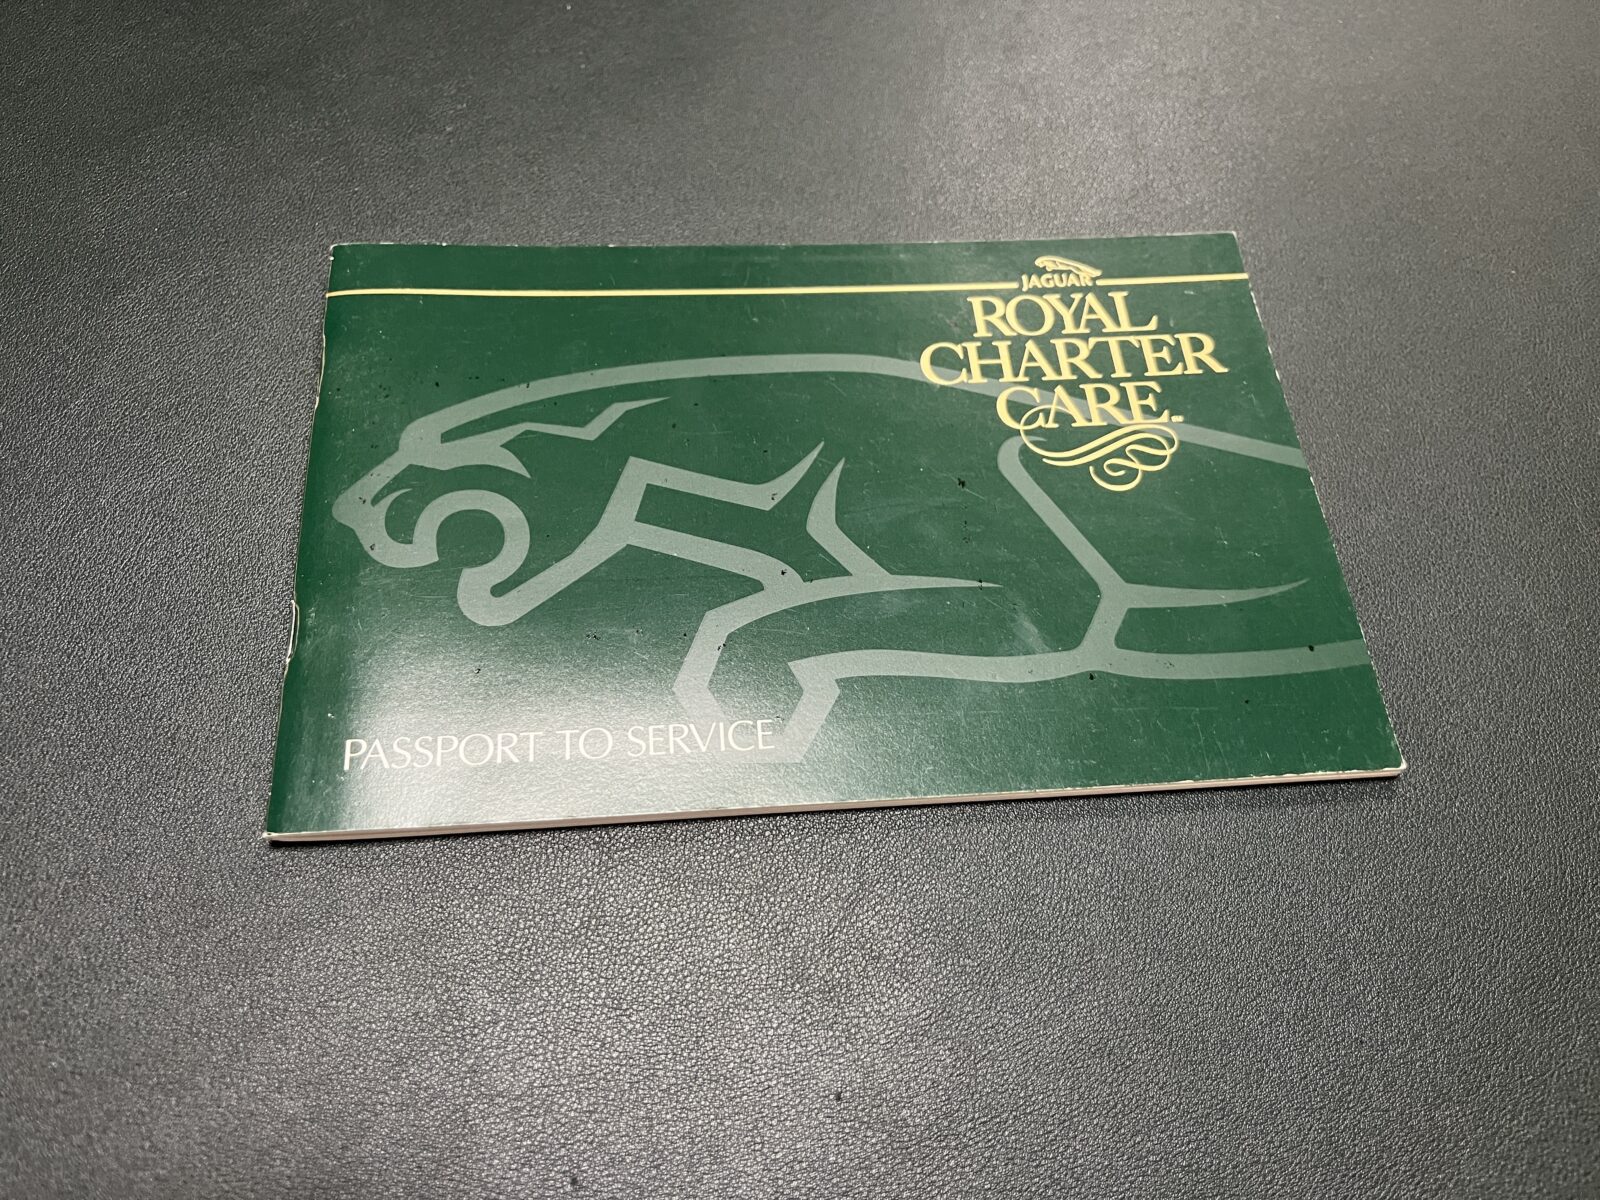 JAGUAR
ROYAL
CHARTER
CARE
PASSPORT TO SERVICE